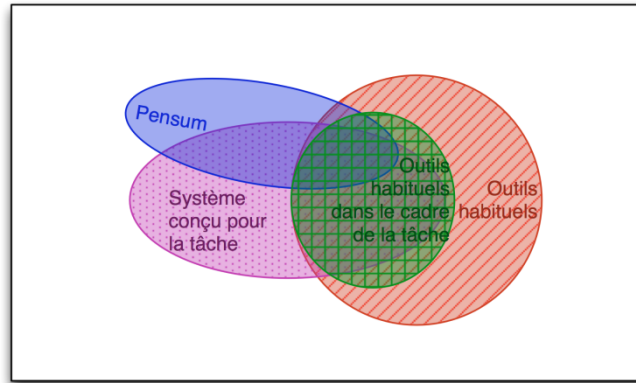 Pensum
Système
conçu pour
la tâche
Outils
habituels
dans le cadre
de la tâche
Outils
habituels